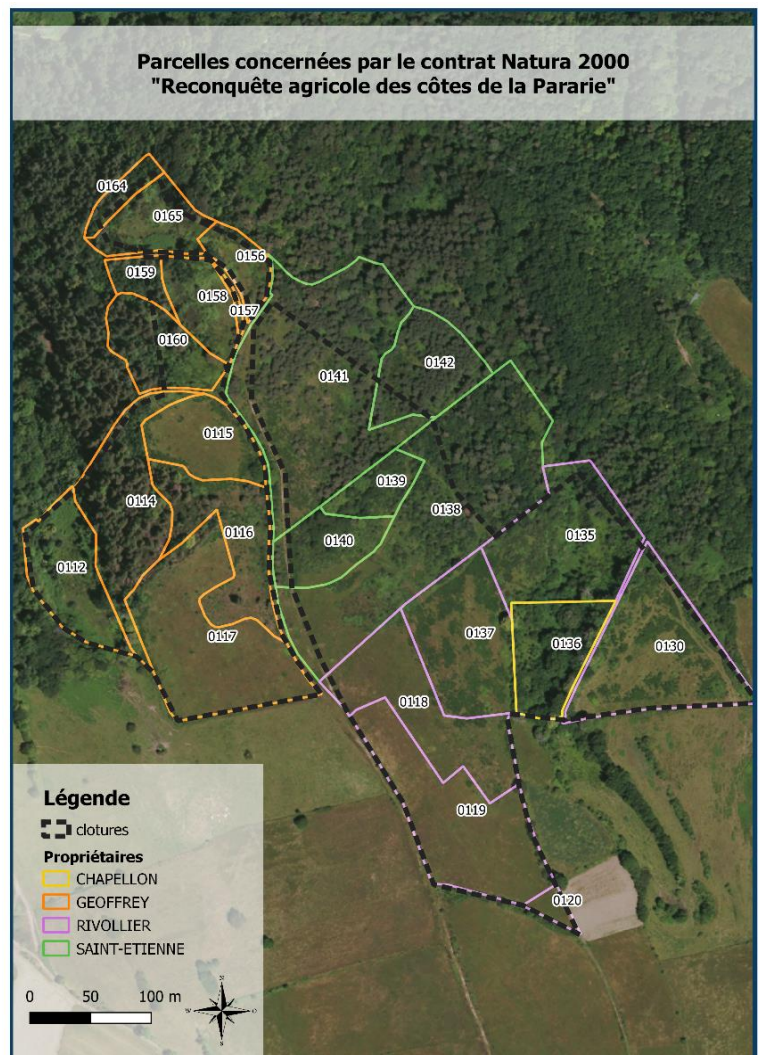 Parcelles concernées par le contrat Natura 2000
"Reconquête agricole des côtes de la Pararie"
0164
0165
0156
0159
0158
0157
0160
0141
0142
0115
0139
0114
0138
0116
0135
0140
0112
0117
0137
0136
0130
0118
0119
0120
Légende
clotures
Propriétaires
CHAPELLON
GEOFFREY
RIVOLLIER
SAINT-ETIENNE
0 50 100 m